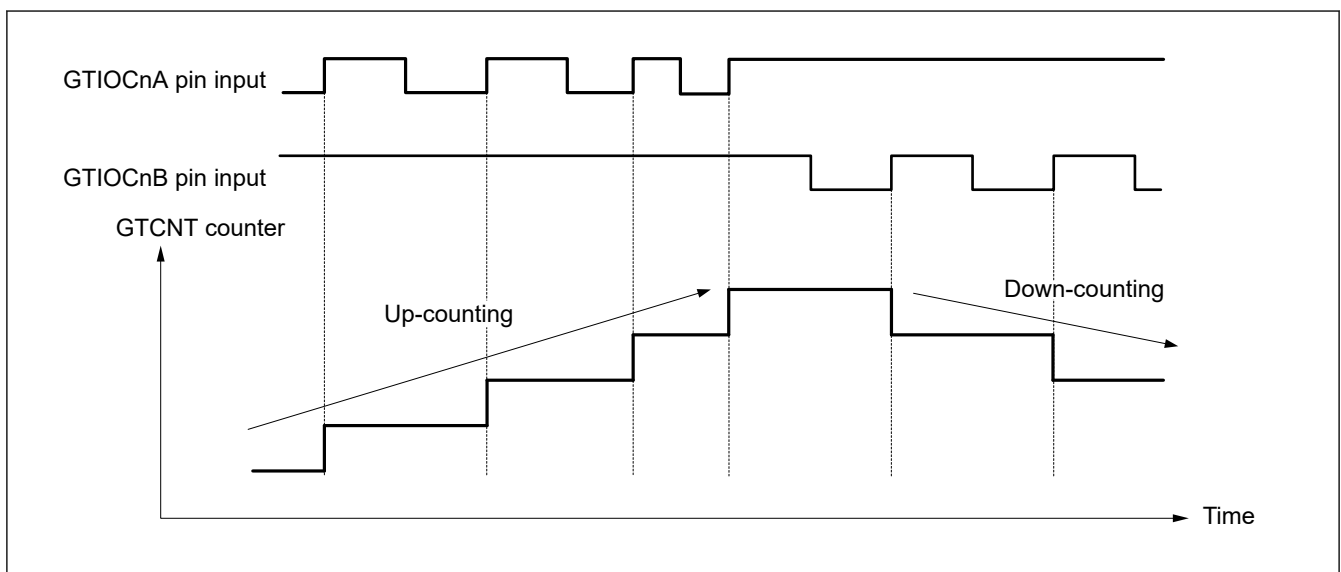 GTIOCnA pin input
GTIOCnB pin input
GTCNT counter
Up-counting
Down-counting
Time